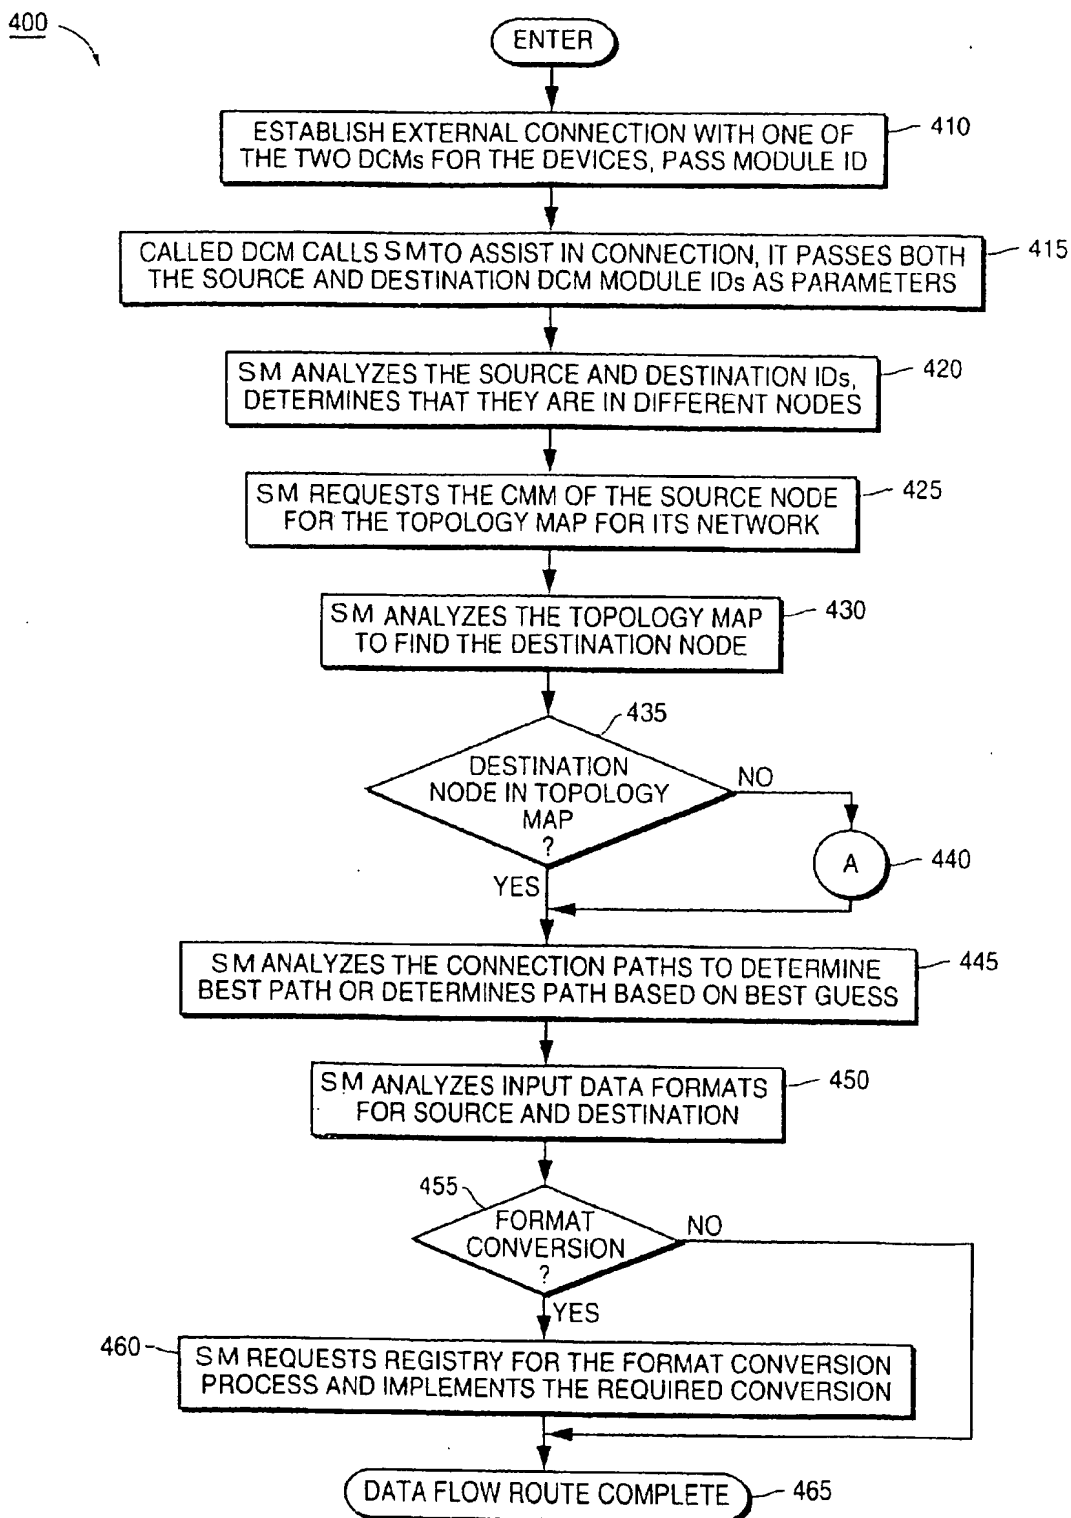 400
ENTER
ESTABLISH EXTERNAL CONNECTION WITH ONE OF
THE TWO DCMs FOR THE DEVICES, PASS MODULE ID
410
CALLED DCM CALLS SM TO ASSIST IN CONNECTION, IT PASSES BOTH
THE SOURCE AND DESTINATION DCM MODULE IDs AS PARAMETERS
415
SM ANALYZES THE SOURCE AND DESTINATION IDs,
DETERMINES THAT THEY ARE IN DIFFERENT NODES
420
SM REQUESTS THE CMM OF THE SOURCE NODE
FOR THE TOPOLOGY MAP FOR ITS NETWORK
425
SM ANALYZES THE TOPOLOGY MAP
TO FIND THE DESTINATION NODE
430
435
DESTINATION
NODE IN TOPOLOGY
MAP
?
NO
A
440
YES
SM ANALYZES THE CONNECTION PATHS TO DETERMINE
BEST PATH OR DETERMINES PATH BASED ON BEST GUESS
445
SM ANALYZES INPUT DATA FORMATS
FOR SOURCE AND DESTINATION
450
455
FORMAT
CONVERSION
?
NO
YES
460
SM REQUESTS REGISTRY FOR THE FORMAT CONVERSION
PROCESS AND IMPLEMENTS THE REQUIRED CONVERSION
DATA FLOW ROUTE COMPLETE
465